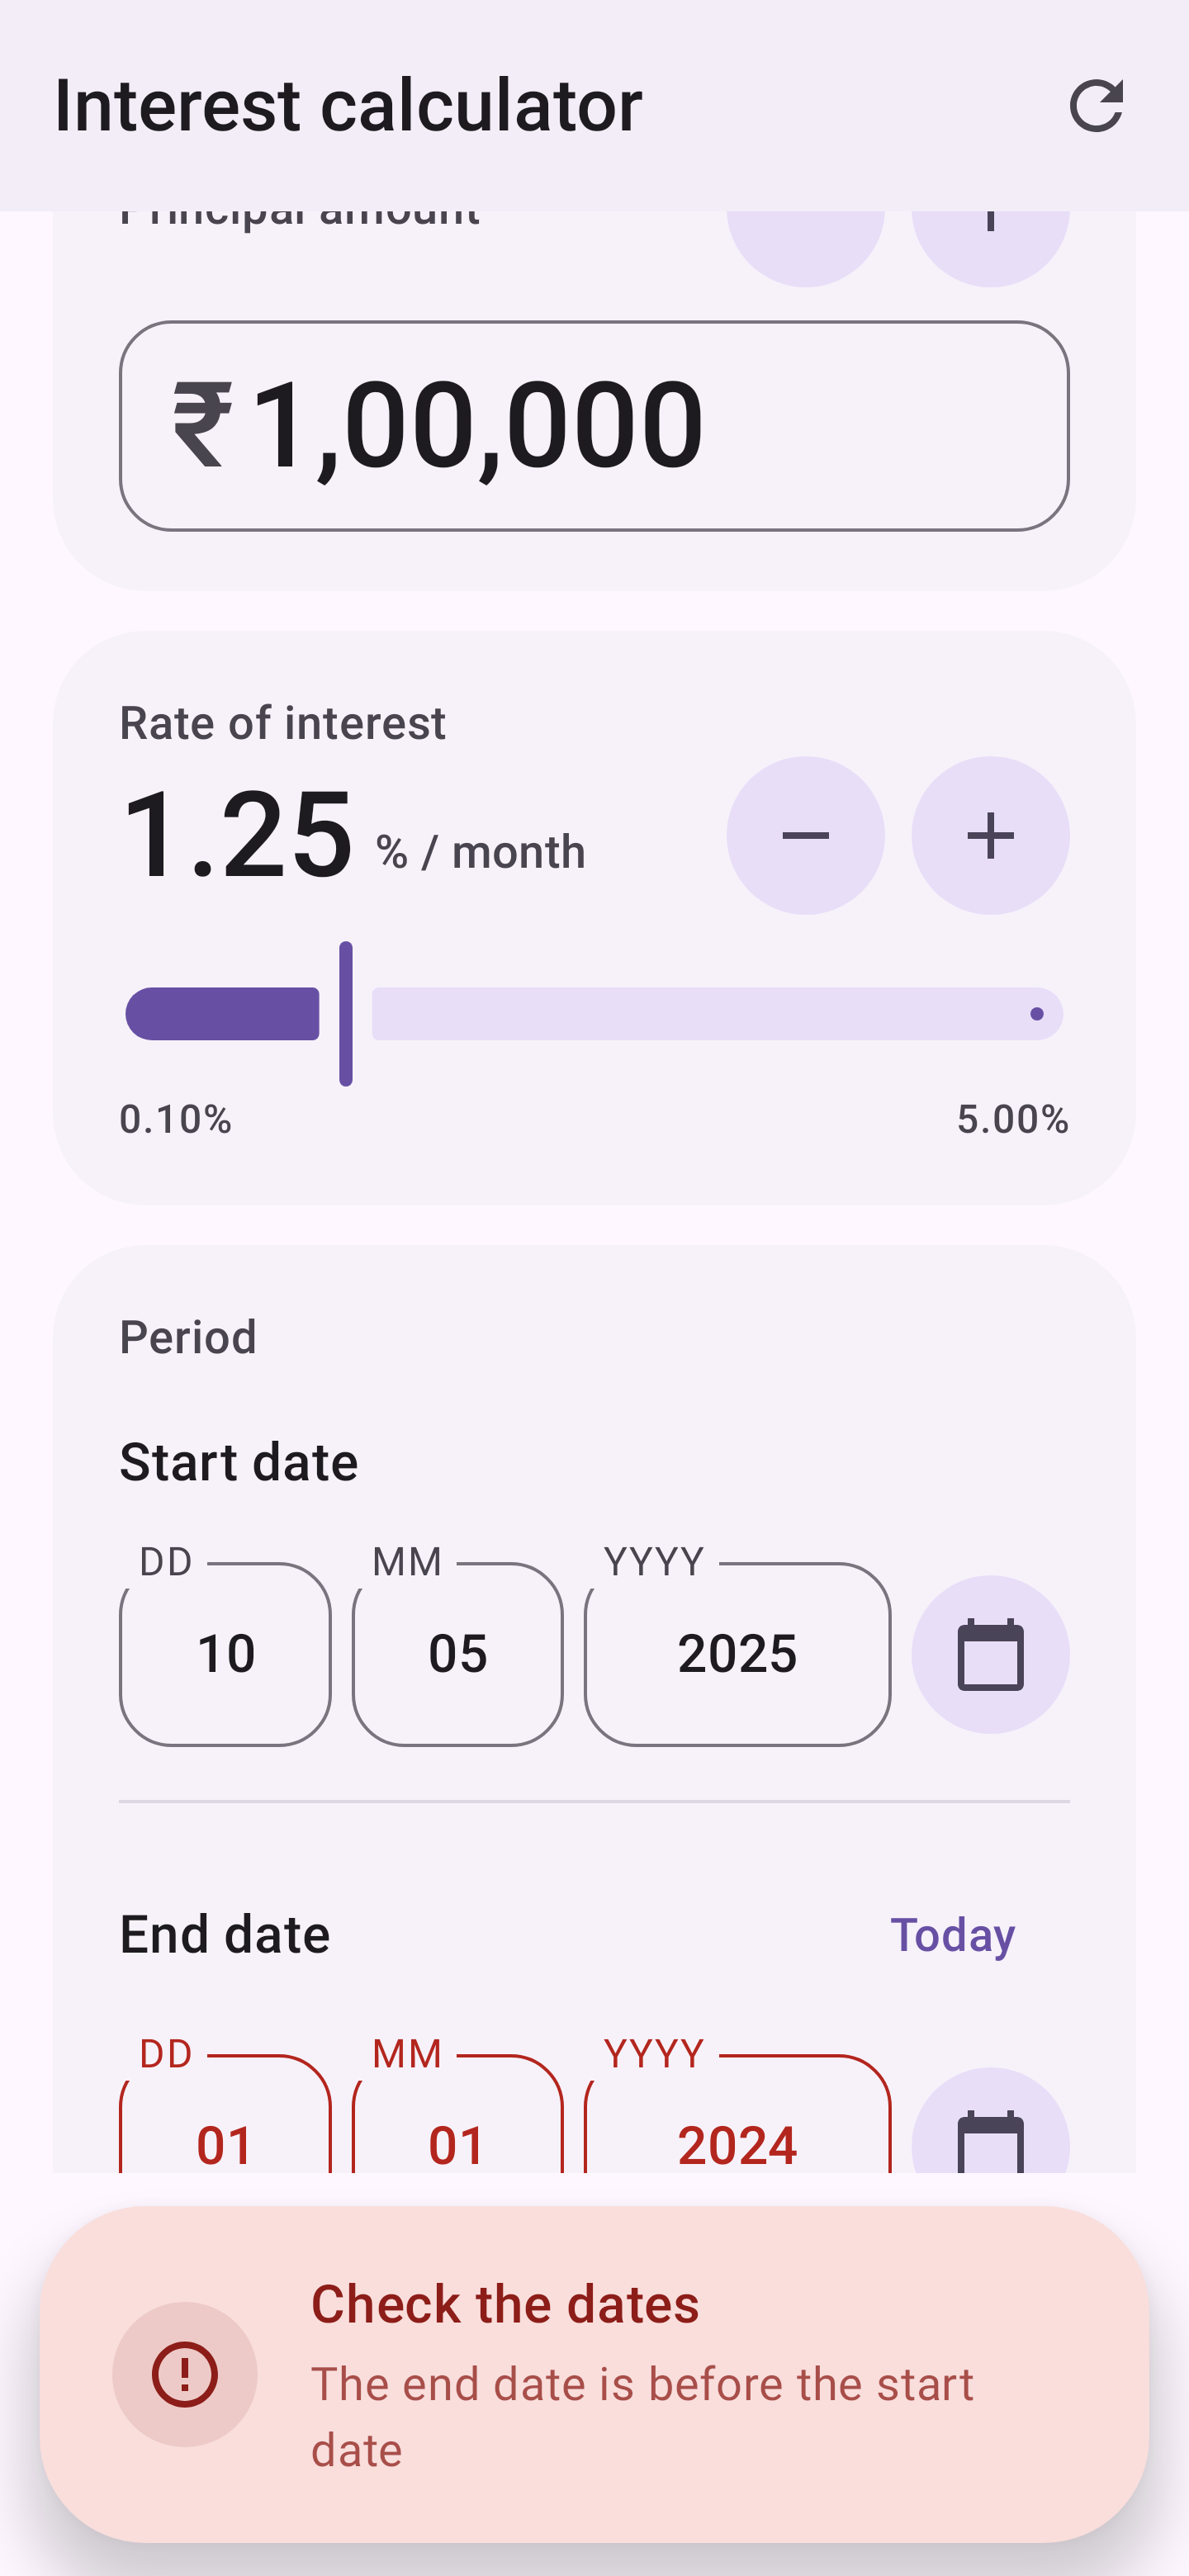 Interest calculator
Principal amount
₹ 1,00,000
Rate of interest
1.25 % / month
0.10% 5.00%
Period
Start date
DD MM YYYY
10 05 2025
End date Today
DD MM YYYY
01 01 2024
Check the dates
The end date is before the start
date